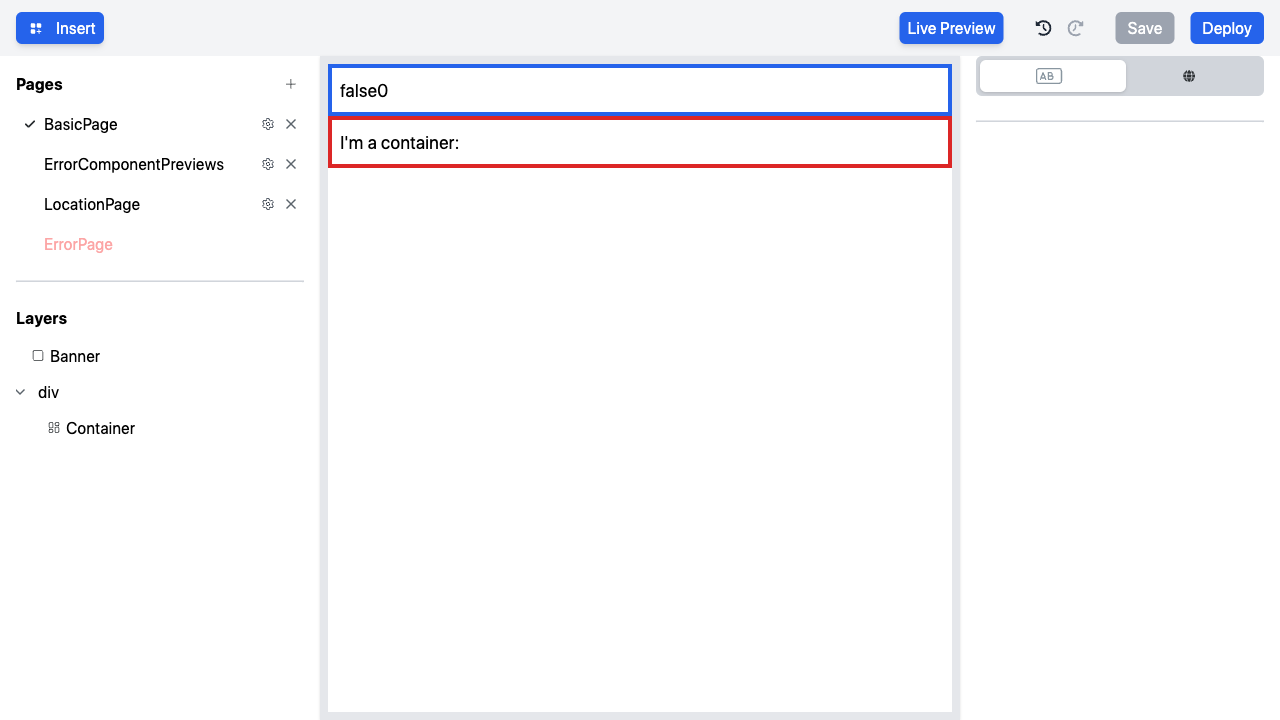 Insert
Live Preview
Save
Deploy
Pages
BasicPage
ErrorComponentPreviews
LocationPage
ErrorPage
Layers
Banner
div
Container
false0
I'm a container:
AB